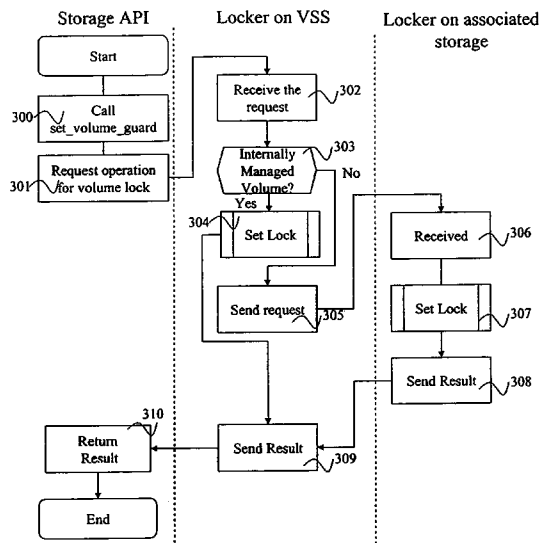 Storage API
Locker on VSS
Locker on associated
storage
Start
300
Call
set_volume_guard
301
Request operation
for volume lock
Receive the
request
302
303
Internally
Managed
Volume?
No
Yes
304
Set Lock
Send request
305
Received
306
Set Lock
307
Send Result
308
310
Return
Result
Send Result
309
End